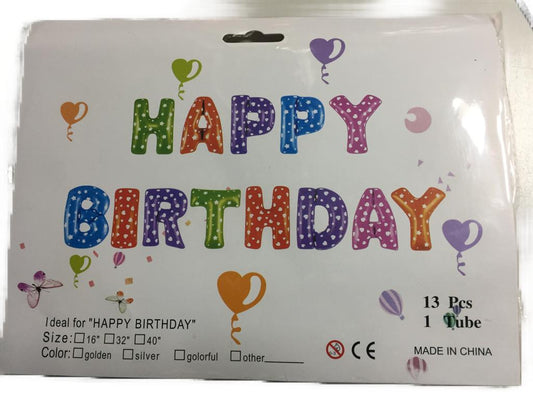 HAPPY
BIRTHDAY
Ideal for "HAPPY BIRTHDAY"
Size: 16" 32" 40"
Color: golden silver golorful other______
13 Pcs
1 Tube
CE
MADE IN CHINA